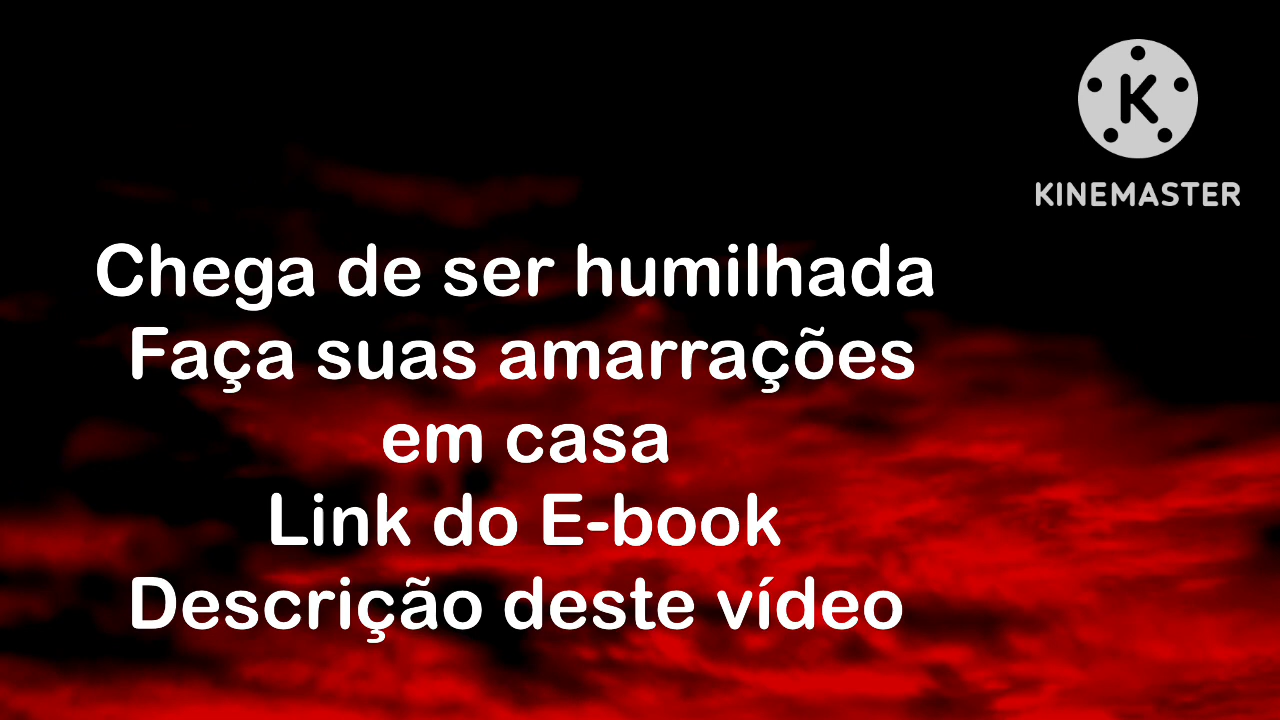 K
KINEMASTER
Chega de ser humilhada
Faça suas amarrações
em casa
Link do E-book
Descrição deste vídeo